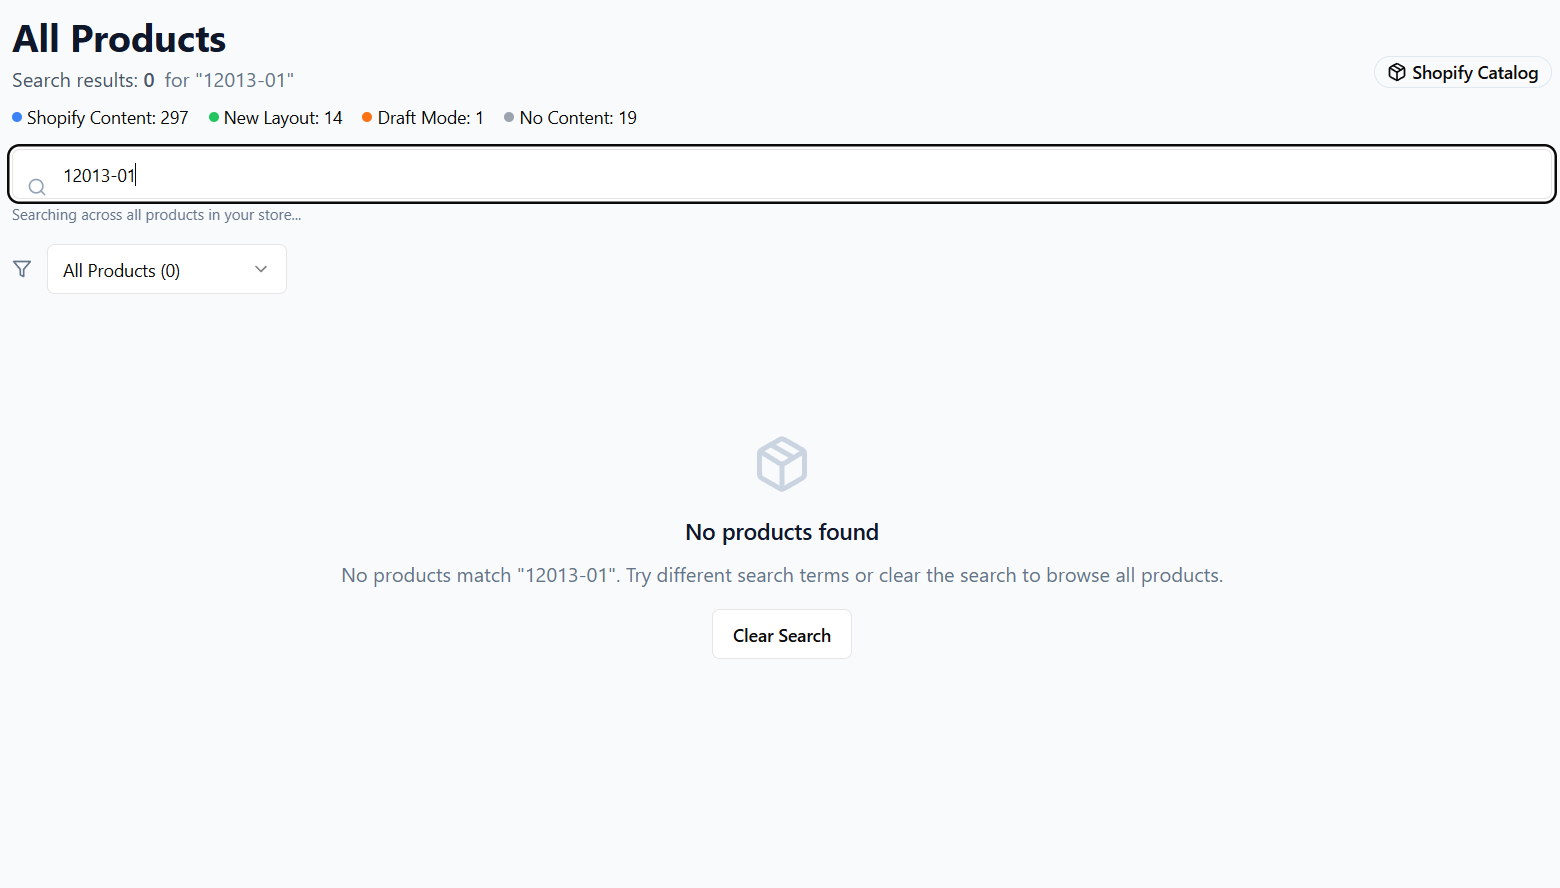 All Products
Search results: 0 for "12013-01"
Shopify Catalog
Shopify Content: 297 New Layout: 14 Draft Mode: 1 No Content: 19
12013-01
Searching across all products in your store...
All Products (0)
No products found
No products match "12013-01". Try different search terms or clear the search to browse all products.
Clear Search